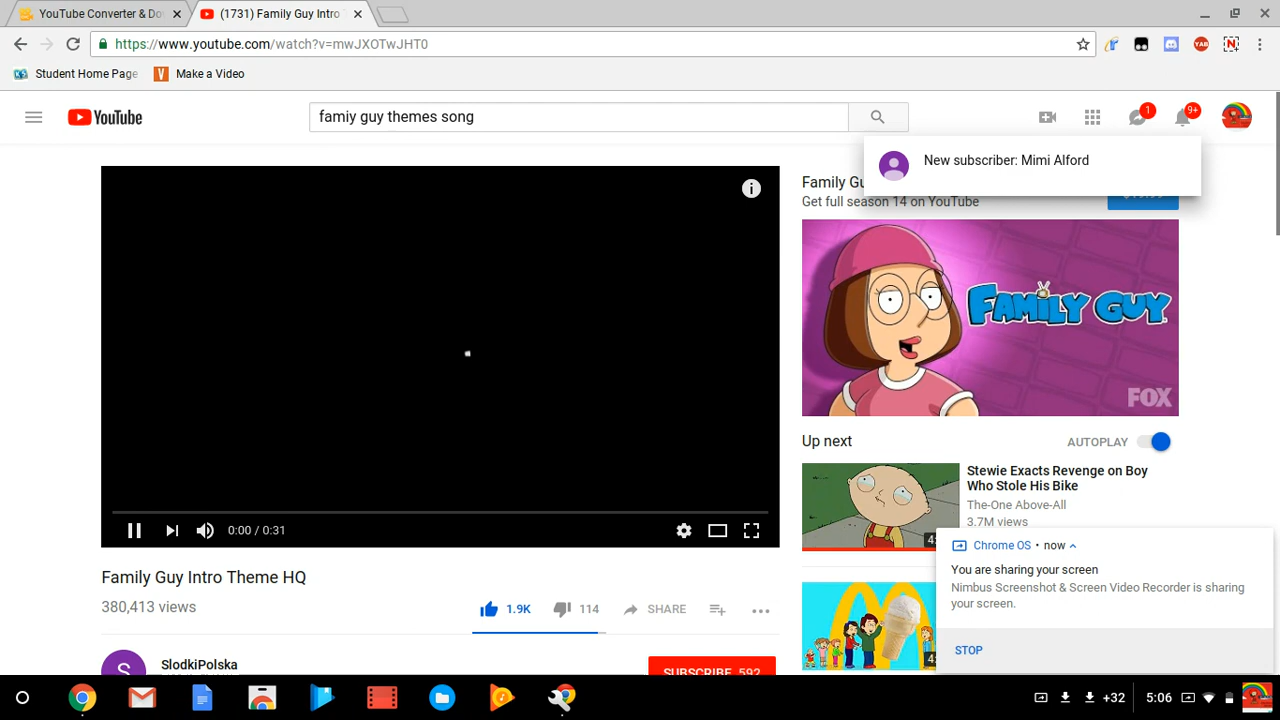 YouTube Converter & Do
(1731) Family Guy Intro T
https://www.youtube.com/watch?v=mwJXOTwJHT0
Student Home Page
Make a Video
YouTube
famiy guy themes song
1
9+
New subscriber: Mimi Alford
Family Gu
Get full season 14 on YouTube
FAMILY GUY
FOX
Up next
AUTOPLAY
Stewie Exacts Revenge on Boy
Who Stole His Bike
The-One Above-All
3.7M views
0:00 / 0:31
Family Guy Intro Theme HQ
380,413 views
1.9K
114
SHARE
S
SlodkiPolska
SUBSCRIBE 592
Chrome OS • now
You are sharing your screen
Nimbus Screenshot & Screen Video Recorder is sharing
your screen.
STOP
+32
5:06